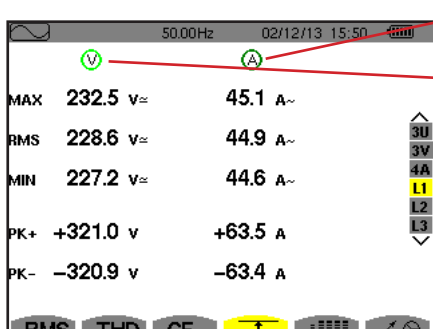 50.00Hz 02/12/13 15:50
V A
MAX 232.5 V≃ 45.1 A~
RMS 228.6 V≃ 44.9 A~
MIN 227.2 V≃ 44.6 A~
PK+ +321.0 V +63.5 A
PK- −320.9 V −63.4 A
3U
3V
4A
L1
L2
L3
RMS THD CF